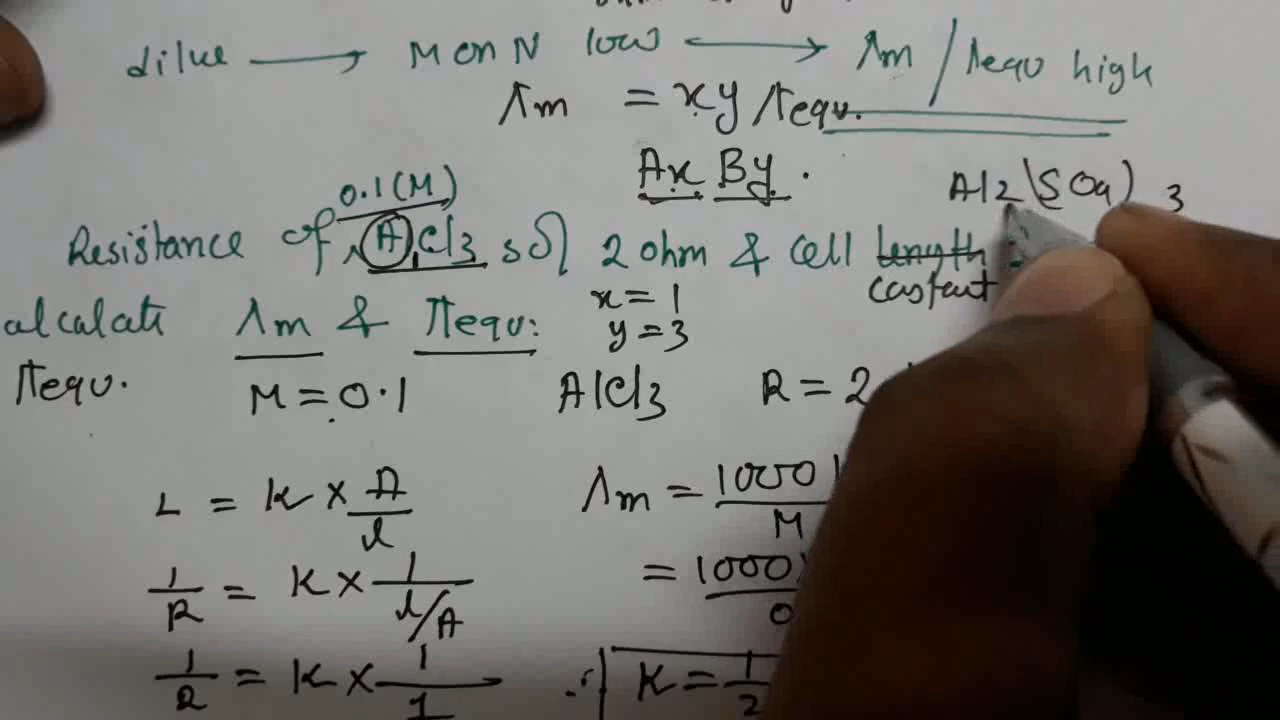 dilue ⟶ M on N low ⟷ Λm / Λequ high
Λm = xy Λequ.
Ax By .
Al2(SO4)3
0.1(M)
Resistance of AlCl3 sol 2 ohm & cell length
constant
alculate Λm & Λequ:
x = 1
y = 3
Λequ.
M = 0.1 AlCl3 R = 2
L = K × A/l
Λm = 1000 / M
1/R = K × 1/(l/A)
= 1000 / 0
1/2 = K × 1/1
∴ K = 1/2